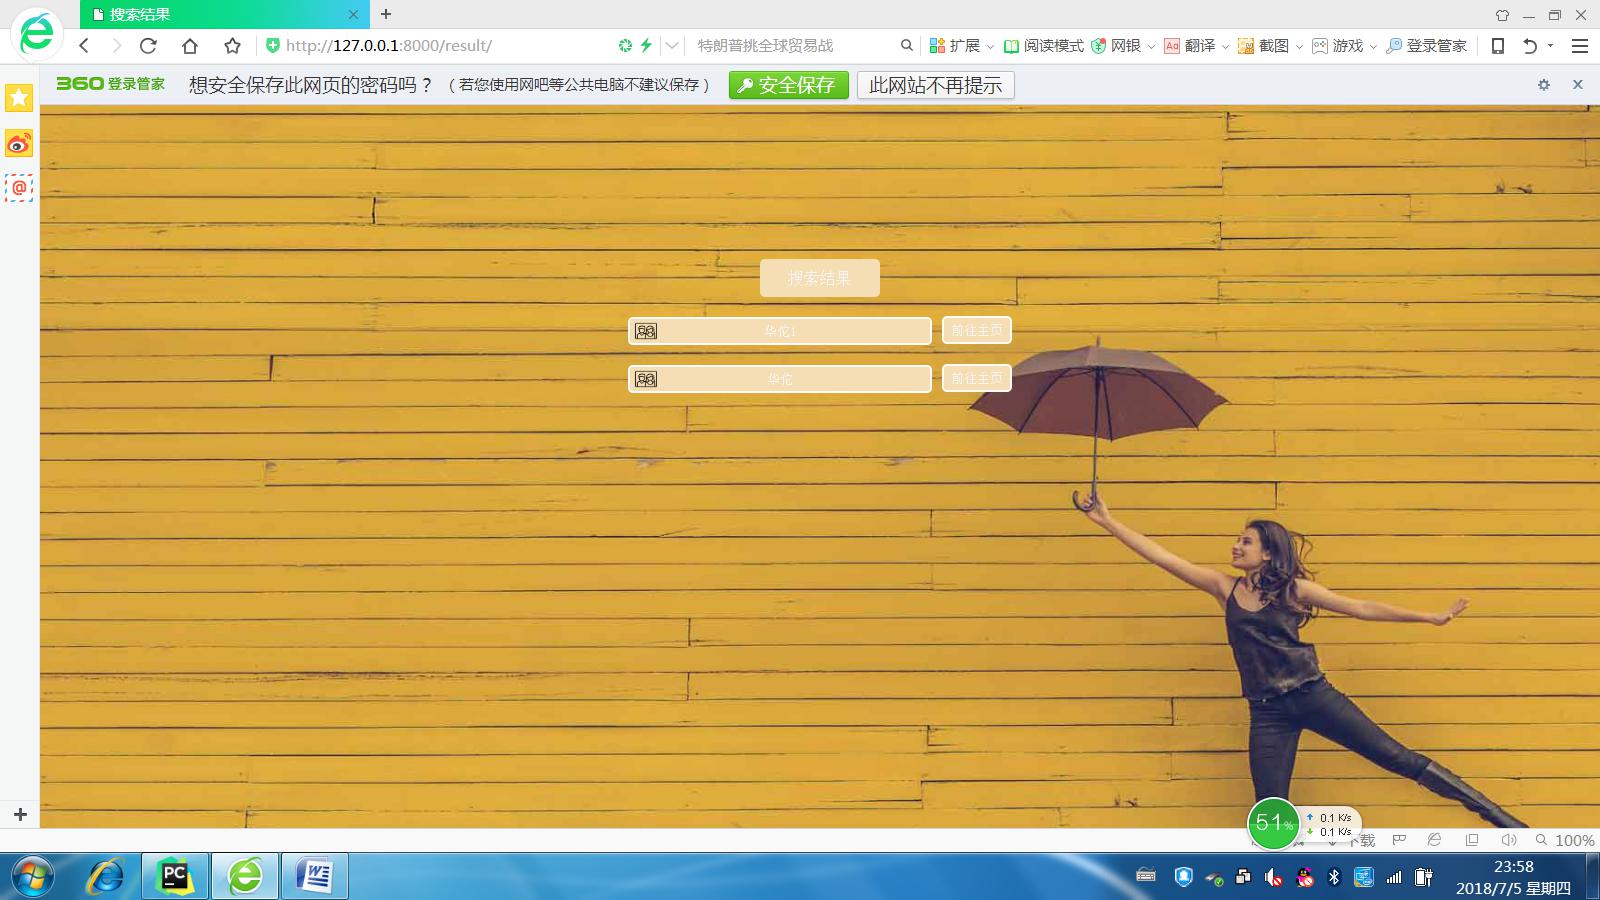 搜索结果
http://127.0.0.1:8000/result/
特朗普挑全球贸易战
扩展
阅读模式
网银
翻译
截图
游戏
登录管家
360登录管家
想安全保存此网页的密码吗？
（若您使用网吧等公共电脑不建议保存）
安全保存
此网站不再提示
搜索结果
华佗1
前往主页
华佗
前往主页
51%
0.1 K/s
0.1 K/s
下载
100%
23:58
2018/7/5 星期四